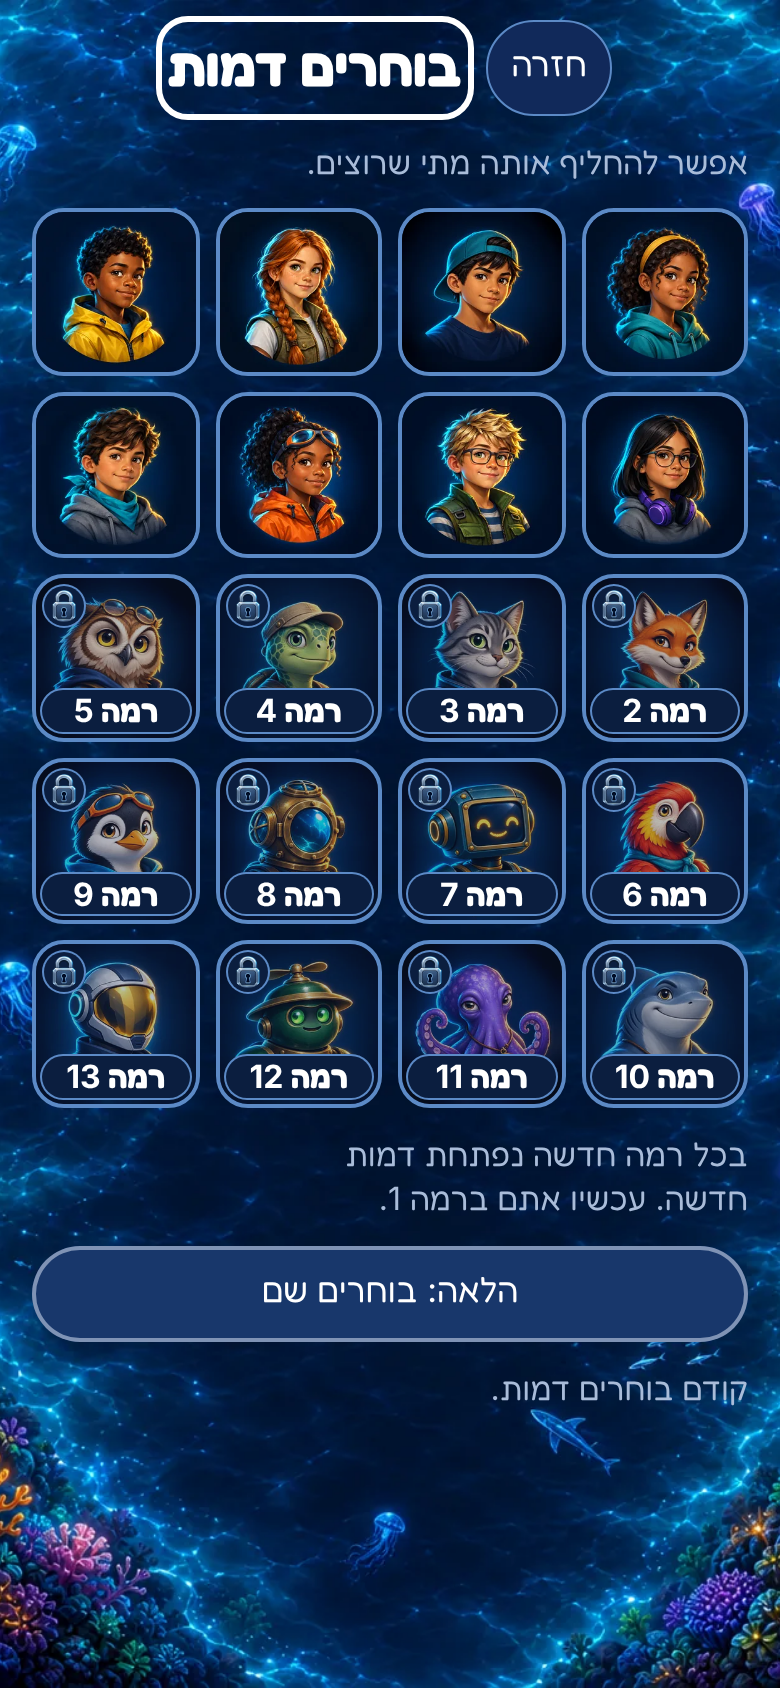 חזרה
בוחרים דמות
אפשר להחליף אותה מתי שרוצים.
רמה 2
רמה 3
רמה 4
רמה 5
רמה 6
רמה 7
רמה 8
רמה 9
רמה 10
רמה 11
רמה 12
רמה 13
בכל רמה חדשה נפתחת דמות
חדשה. עכשיו אתם ברמה 1.
הלאה: בוחרים שם
קודם בוחרים דמות.